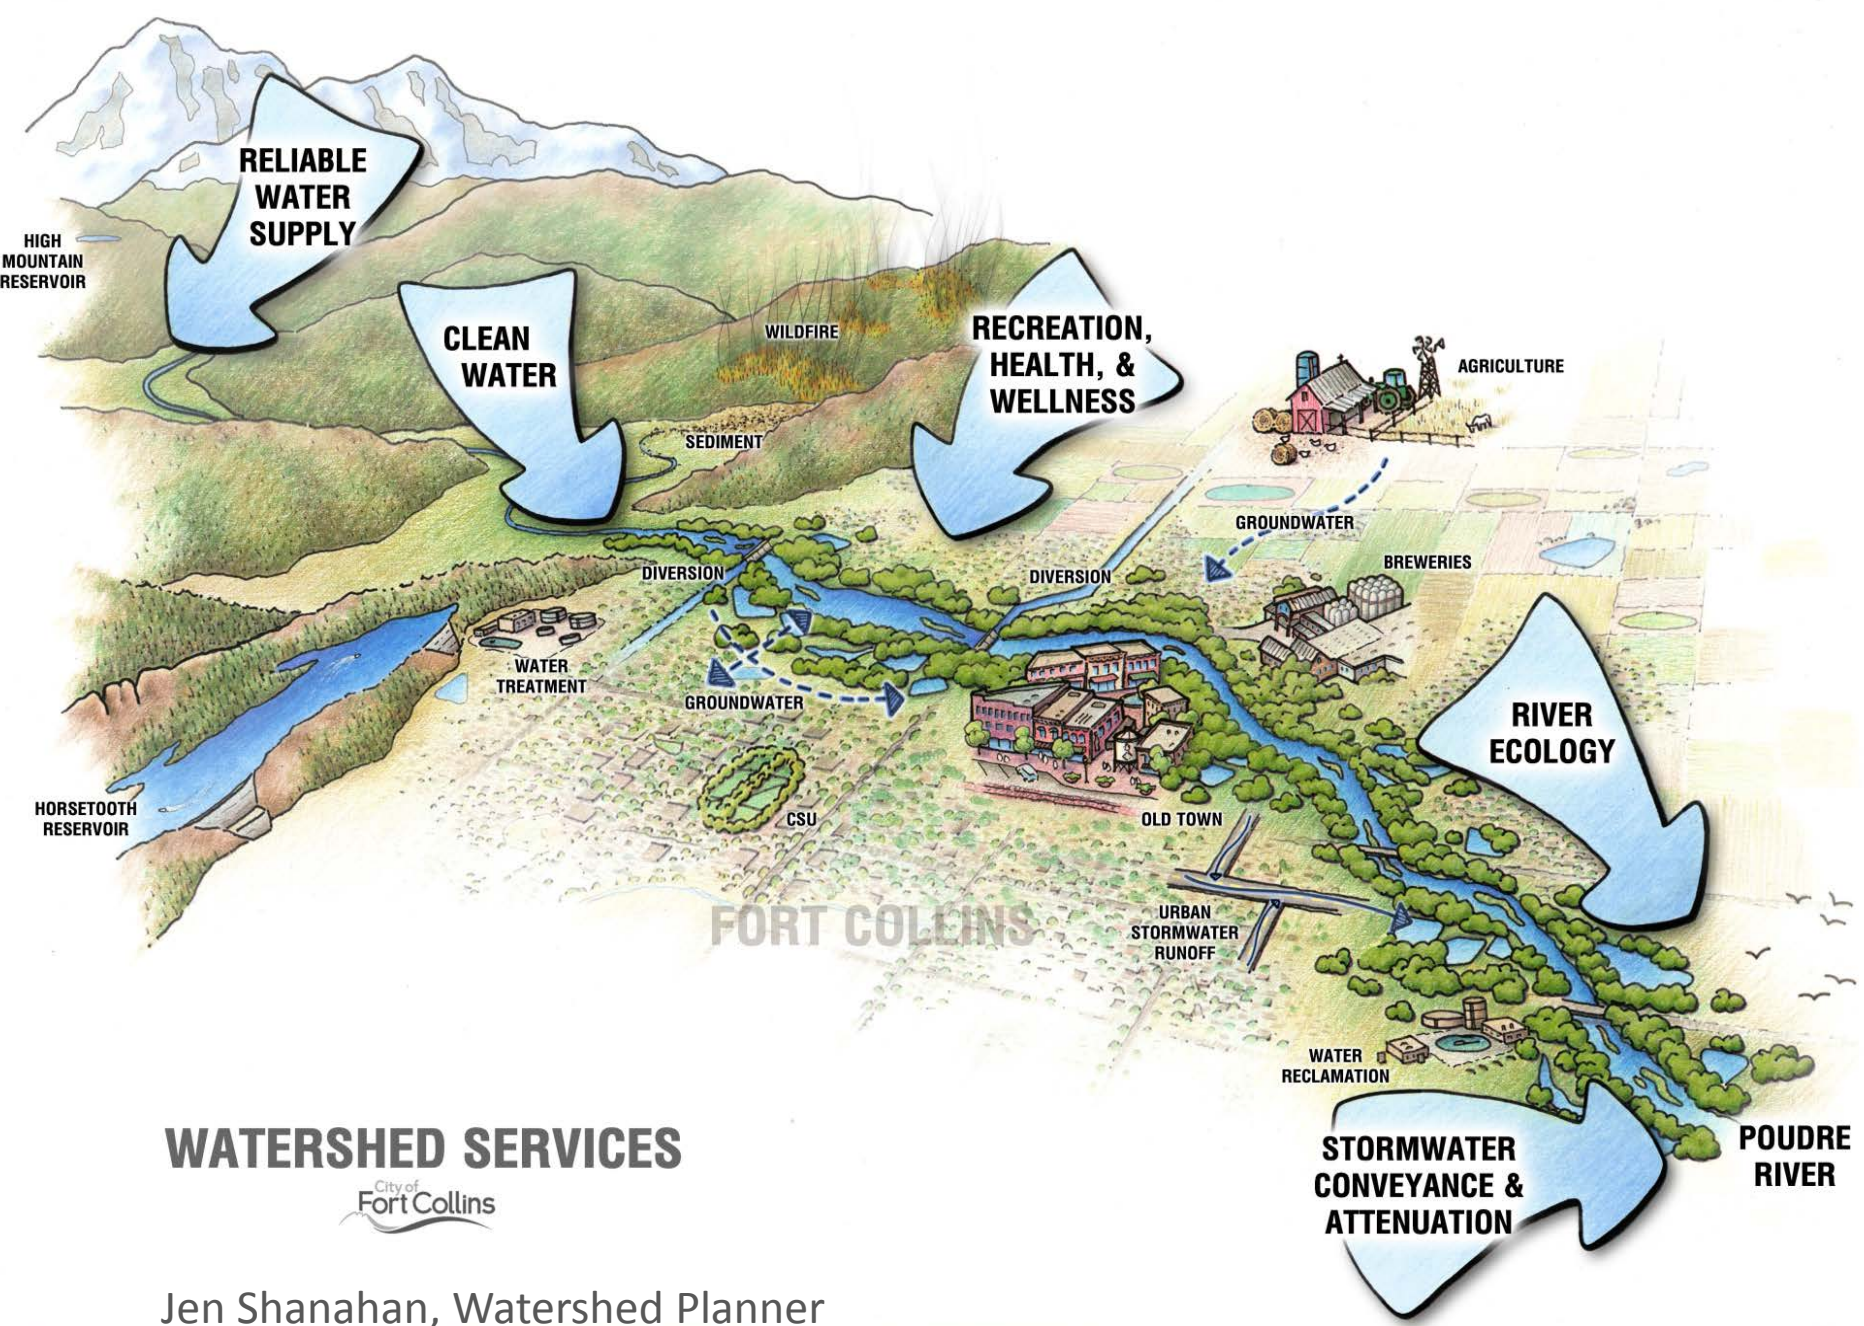 RELIABLE
WATER
SUPPLY
HIGH
MOUNTAIN
RESERVOIR
CLEAN
WATER
WILDFIRE
RECREATION,
HEALTH, &
WELLNESS
AGRICULTURE
SEDIMENT
GROUNDWATER
DIVERSION
DIVERSION
BREWERIES
WATER
TREATMENT
GROUNDWATER
RIVER
ECOLOGY
HORSETOOTH
RESERVOIR
CSU
OLD TOWN
FORT COLLINS
URBAN
STORMWATER
RUNOFF
WATER
RECLAMATION
STORMWATER
CONVEYANCE &
ATTENUATION
POUDRE
RIVER
WATERSHED SERVICES
City of
Fort Collins
Jen Shanahan, Watershed Planner